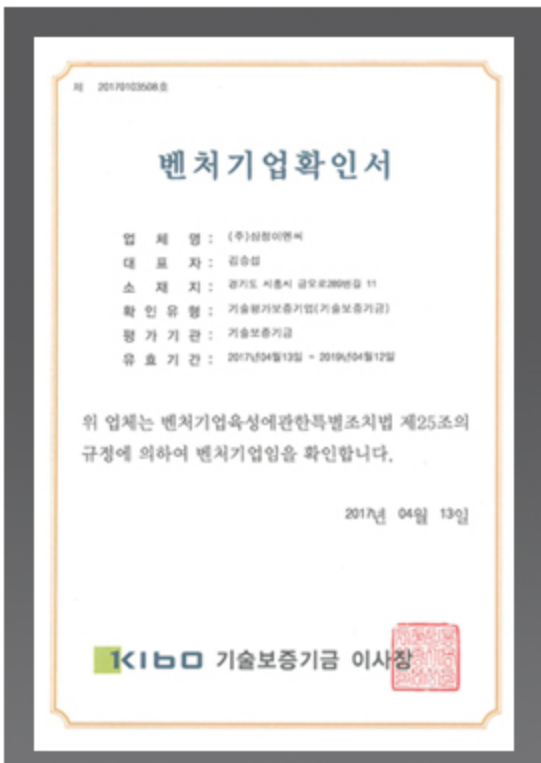 제 20170103508호
벤처기업확인서
업 체 명 : (주)삼정이엔씨
대 표 자 : 김승섭
소 재 지 : 경기도 시흥시 금오로289번길 11
확 인 유 형 : 기술평가보증기업(기술보증기금)
평 가 기 관 : 기술보증기금
유 효 기 간 : 2017년04월13일 ~ 2019년04월12일
위 업체는 벤처기업육성에관한특별조치법 제25조의
규정에 의하여 벤처기업임을 확인합니다.
2017년 04월 13일
KIBO 기술보증기금 이사장